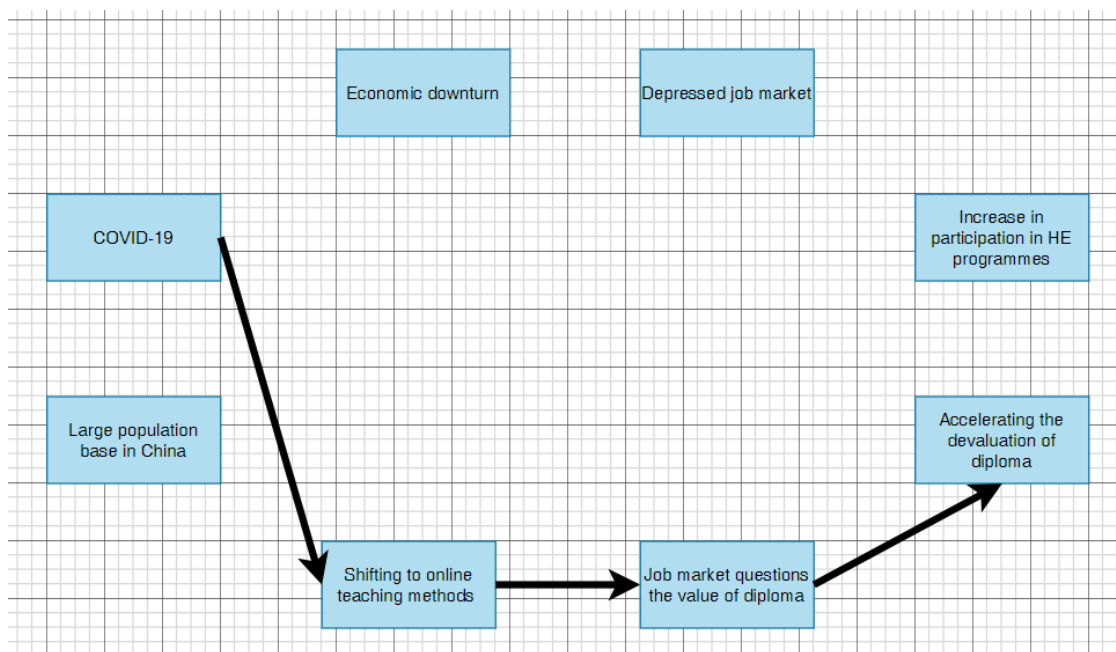 Economic downturn
Depressed job market
COVID-19
Increase in
participation in HE
programmes
Large population
base in China
Accelerating the
devaluation of
diploma
Shifting to online
teaching methods
Job market questions
the value of diploma